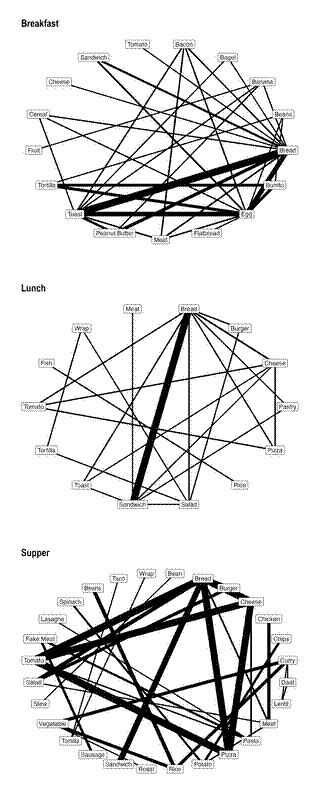 Breakfast
Tomato
Bacon
Sandwich
Bagel
Cheese
Banana
Cereal
Beans
Fruit
Bread
Tortilla
Burrito
Toast
Egg
Peanut Butter
Flatbread
Meat
Lunch
Meat
Bread
Wrap
Burger
Fish
Cheese
Tomato
Pastry
Tortilla
Pizza
Toast
Rice
Sandwich
Salad
Supper
Taco
Wrap
Bean
Bread
Beans
Burger
Spinach
Cheese
Lasagne
Chicken
Fake Meat
Chips
Tomato
Curry
Salad
Daal
Stew
Lentil
Vegetable
Meat
Tortilla
Pasta
Sausage
Pizza
Sandwich
Potato
Roast
Rice